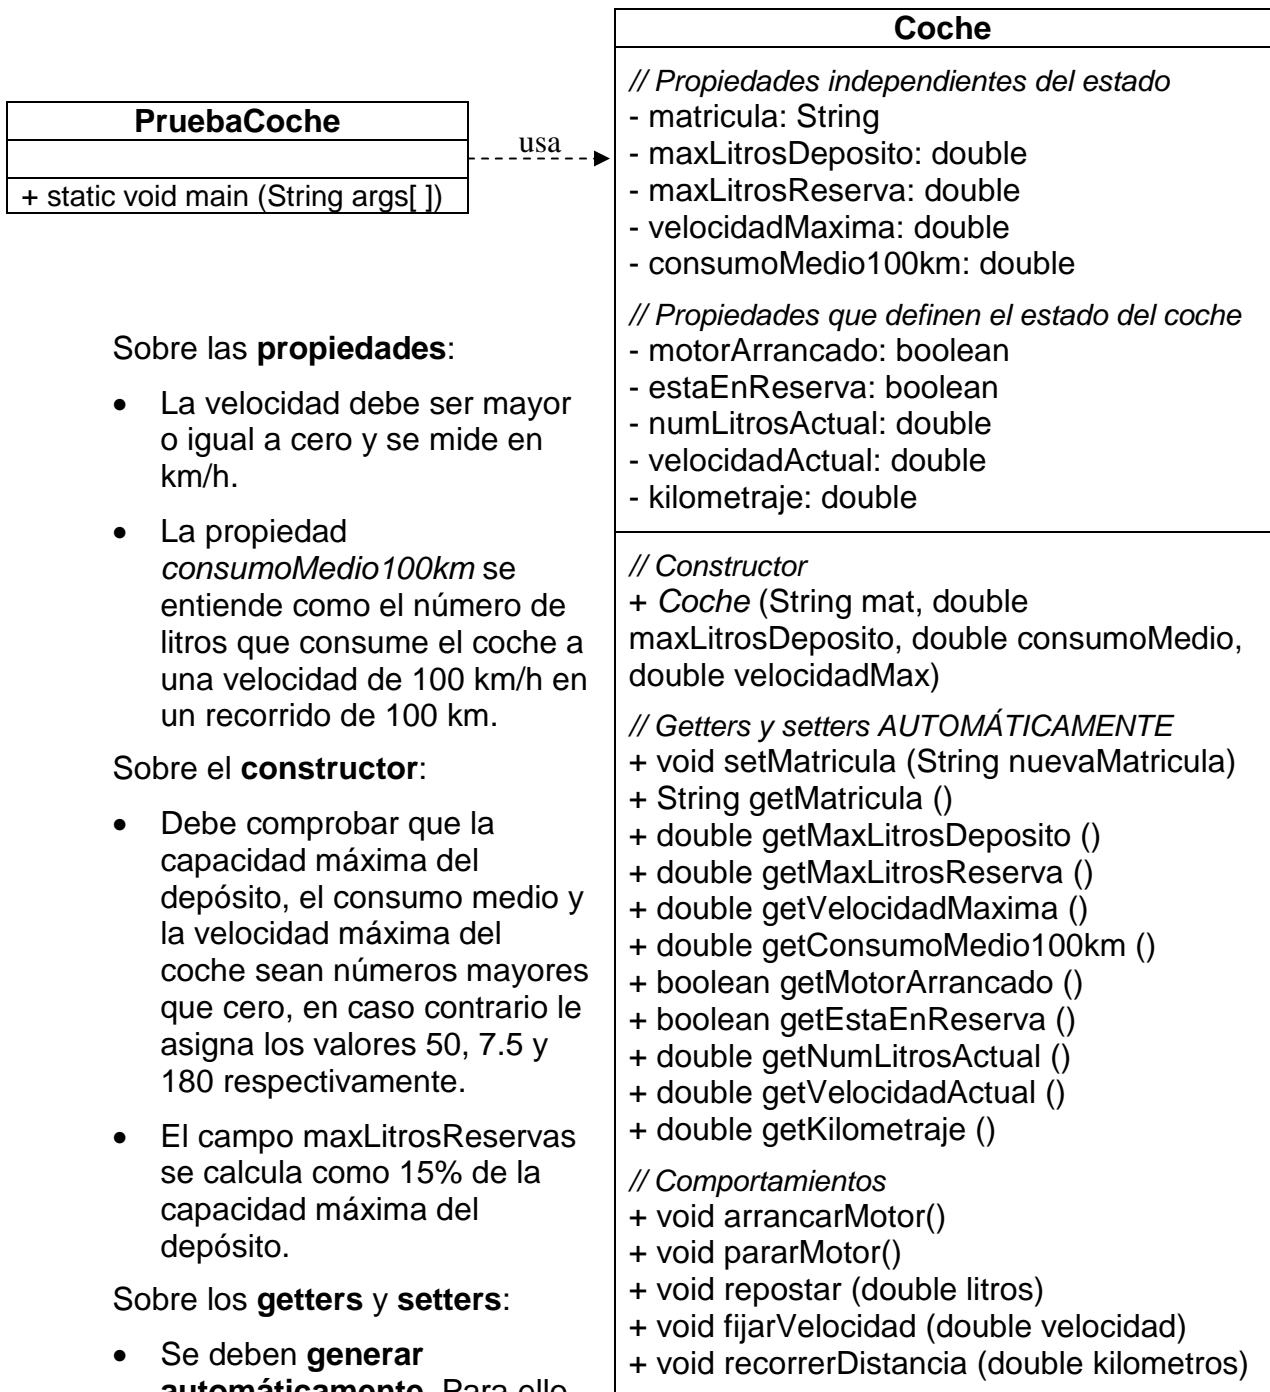 PruebaCoche
+ static void main (String args[ ])
usa
Coche
// Propiedades independientes del estado
- matricula: String
- maxLitrosDeposito: double
- maxLitrosReserva: double
- velocidadMaxima: double
- consumoMedio100km: double
// Propiedades que definen el estado del coche
- motorArrancado: boolean
- estaEnReserva: boolean
- numLitrosActual: double
- velocidadActual: double
- kilometraje: double
// Constructor
+ Coche (String mat, double
maxLitrosDeposito, double consumoMedio,
double velocidadMax)
// Getters y setters AUTOMÁTICAMENTE
+ void setMatricula (String nuevaMatricula)
+ String getMatricula ()
+ double getMaxLitrosDeposito ()
+ double getMaxLitrosReserva ()
+ double getVelocidadMaxima ()
+ double getConsumoMedio100km ()
+ boolean getMotorArrancado ()
+ boolean getEstaEnReserva ()
+ double getNumLitrosActual ()
+ double getVelocidadActual ()
+ double getKilometraje ()
// Comportamientos
+ void arrancarMotor()
+ void pararMotor()
+ void repostar (double litros)
+ void fijarVelocidad (double velocidad)
+ void recorrerDistancia (double kilometros)
Sobre las propiedades:
• La velocidad debe ser mayor
o igual a cero y se mide en
km/h.
• La propiedad
consumoMedio100km se
entiende como el número de
litros que consume el coche a
una velocidad de 100 km/h en
un recorrido de 100 km.
Sobre el constructor:
• Debe comprobar que la
capacidad máxima del
depósito, el consumo medio y
la velocidad máxima del
coche sean números mayores
que cero, en caso contrario le
asigna los valores 50, 7.5 y
180 respectivamente.
• El campo maxLitrosReservas
se calcula como 15% de la
capacidad máxima del
depósito.
Sobre los getters y setters:
• Se deben generar
automáticamente. Para ello